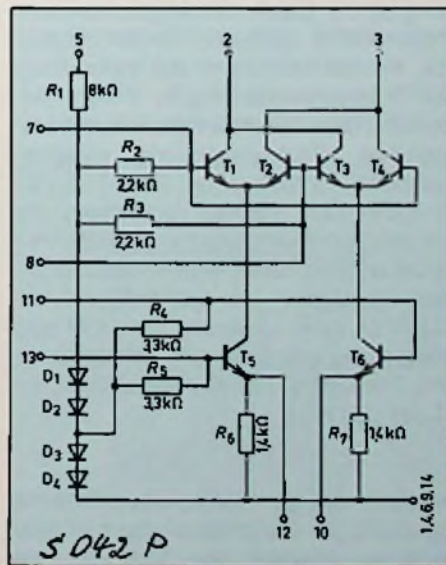 5 2 3
R1 8kΩ
7
R2 T1 T2 T3 T4
2,2kΩ
R3
2,2kΩ
8
11
R4
3,3kΩ
13 T5 T6
R5
D1 3,3kΩ
D2 R6 1,4kΩ R7 1,4kΩ
D3
D4
1,4,6,9,14
12 10
S 042 P